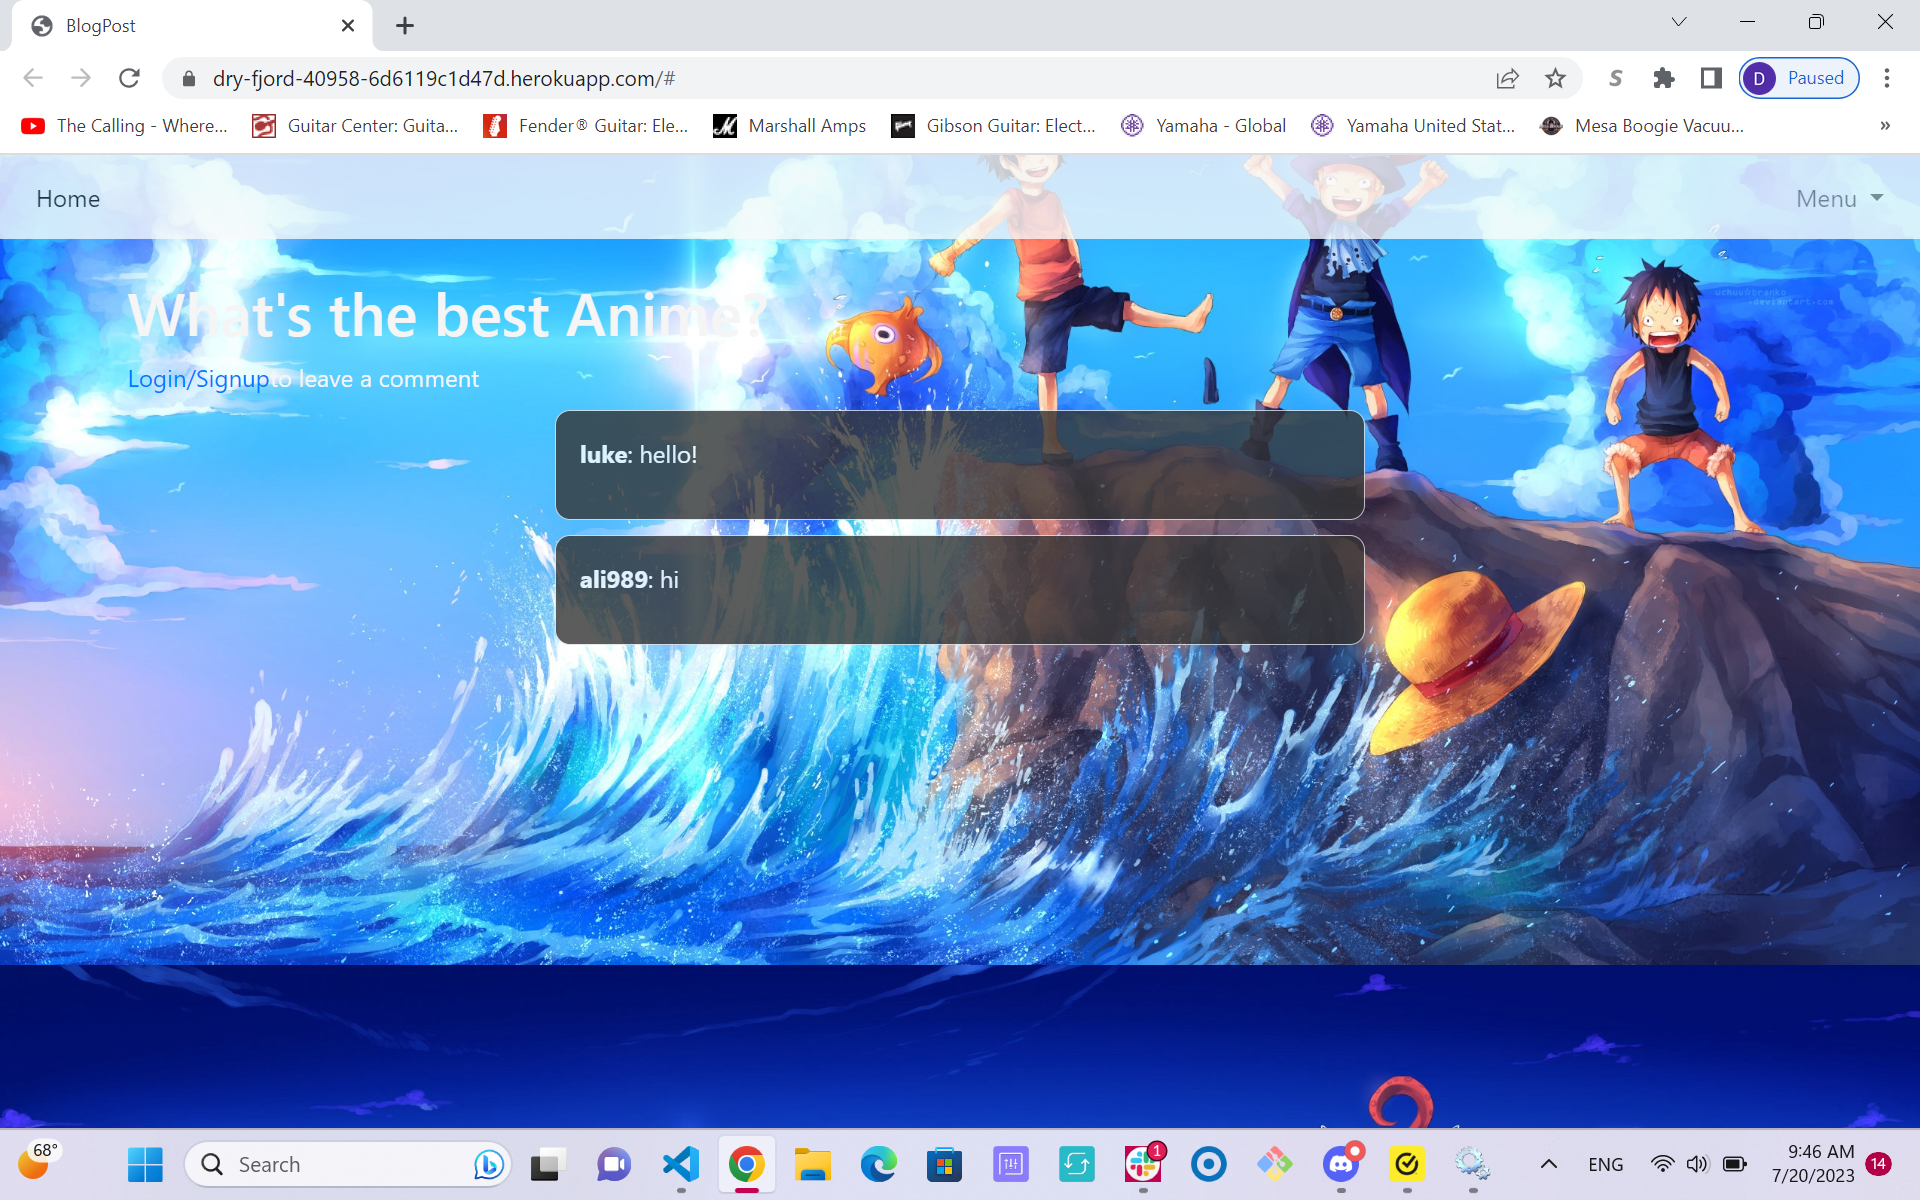 BlogPost
dry-fjord-40958-6d6119c1d47d.herokuapp.com/#
S
D Paused
The Calling - Where... Guitar Center: Guita... Fender® Guitar: Ele... Marshall Amps Gibson Guitar: Elect... Yamaha - Global Yamaha United Stat... Mesa Boogie Vacuu... »
Home Menu
What's the best Anime?
Login/Signup to leave a comment
luke: hello!
ali989: hi
68°
Search
1
ENG
9:46 AM
7/20/2023
14